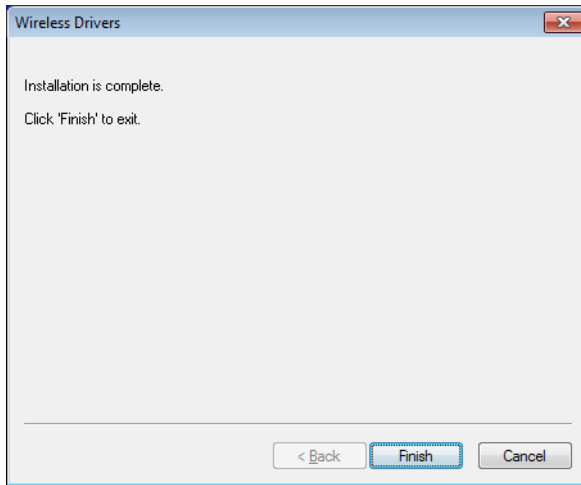 Wireless Drivers
Installation is complete.
Click 'Finish' to exit.
< Back
Finish
Cancel